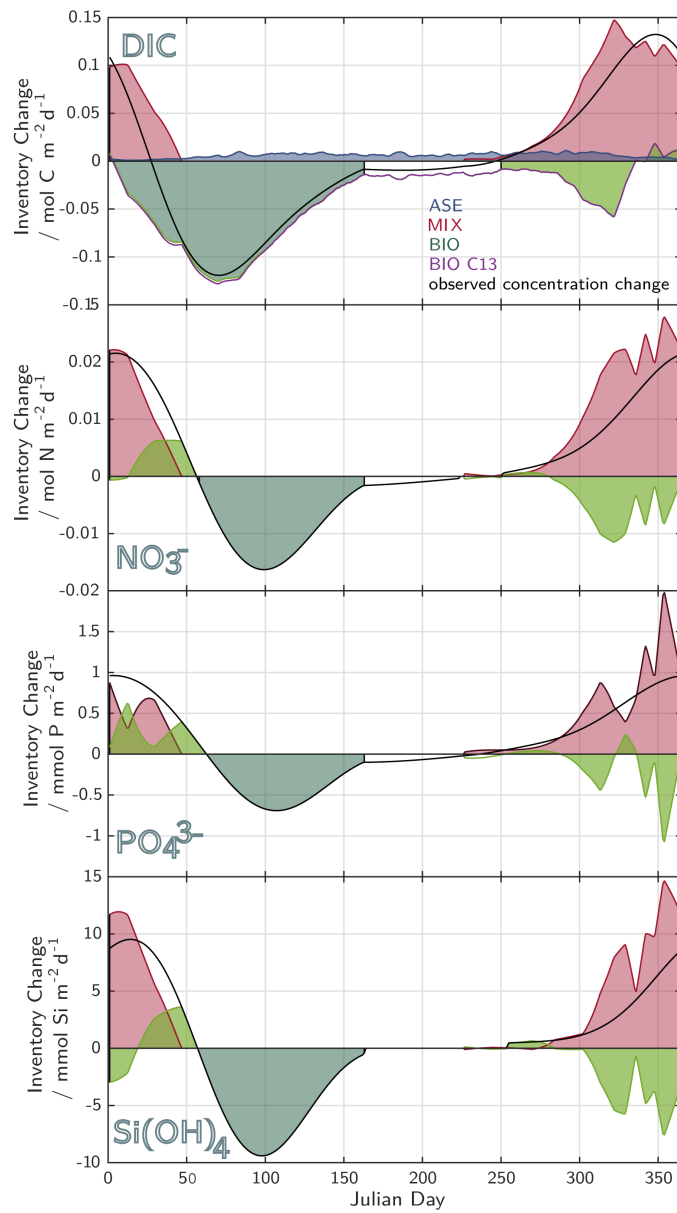 0.15
DIC
0.1
0.05
0
-0.05
-0.1
-0.15
Inventory Change
/ mol C m⁻² d⁻¹
ASE
MIX
BIO
BIO C13
observed concentration change
0.02
0.01
0
-0.01
-0.02
Inventory Change
/ mol N m⁻² d⁻¹
NO₃⁻
1.5
1
0.5
0
-0.5
-1
Inventory Change
/ mmol P m⁻² d⁻¹
PO₄³⁻
15
10
5
0
-5
-10
Inventory Change
/ mmol Si m⁻² d⁻¹
Si(OH)₄
0 50 100 150 200 250 300 350
Julian Day